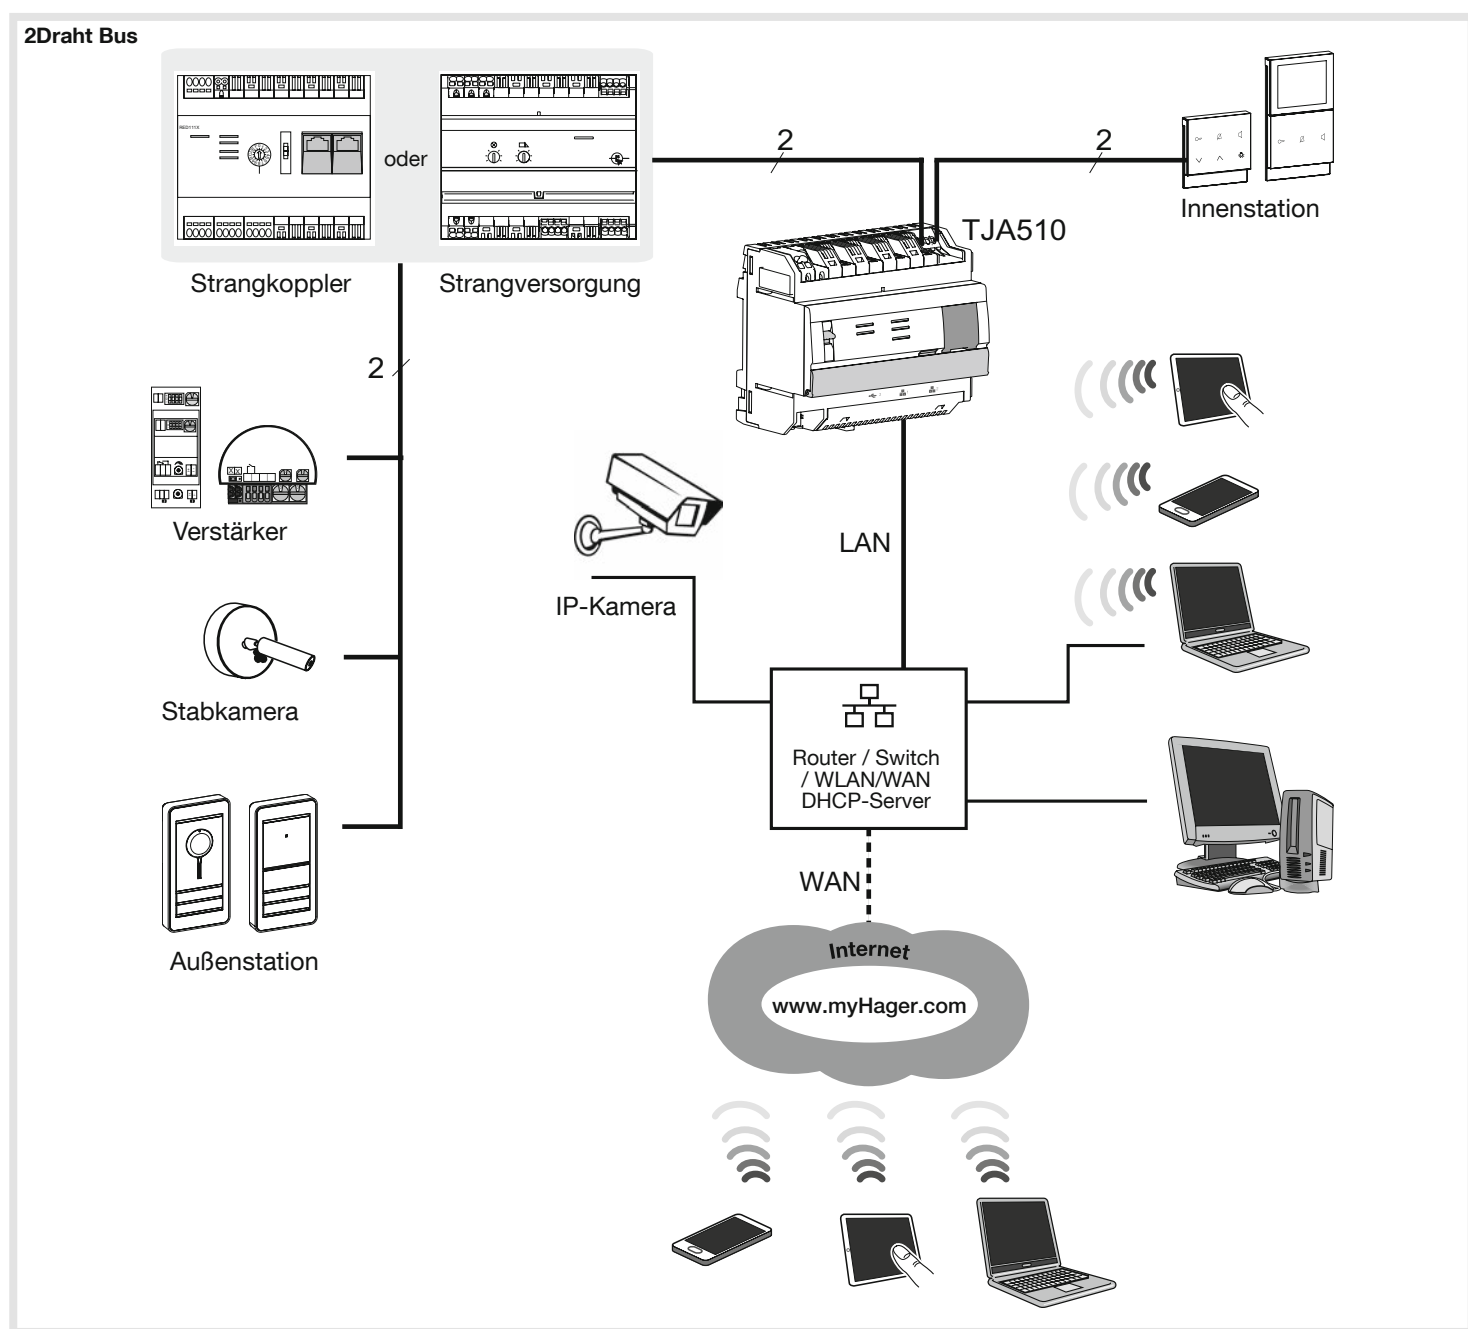 2Draht Bus
RED111X
oder
2
2
Innenstation
TJA510
Strangkoppler
Strangversorgung
2
Verstärker
LAN
IP-Kamera
Stabkamera
Router / Switch
/ WLAN/WAN
DHCP-Server
WAN
Außenstation
Internet
www.myHager.com